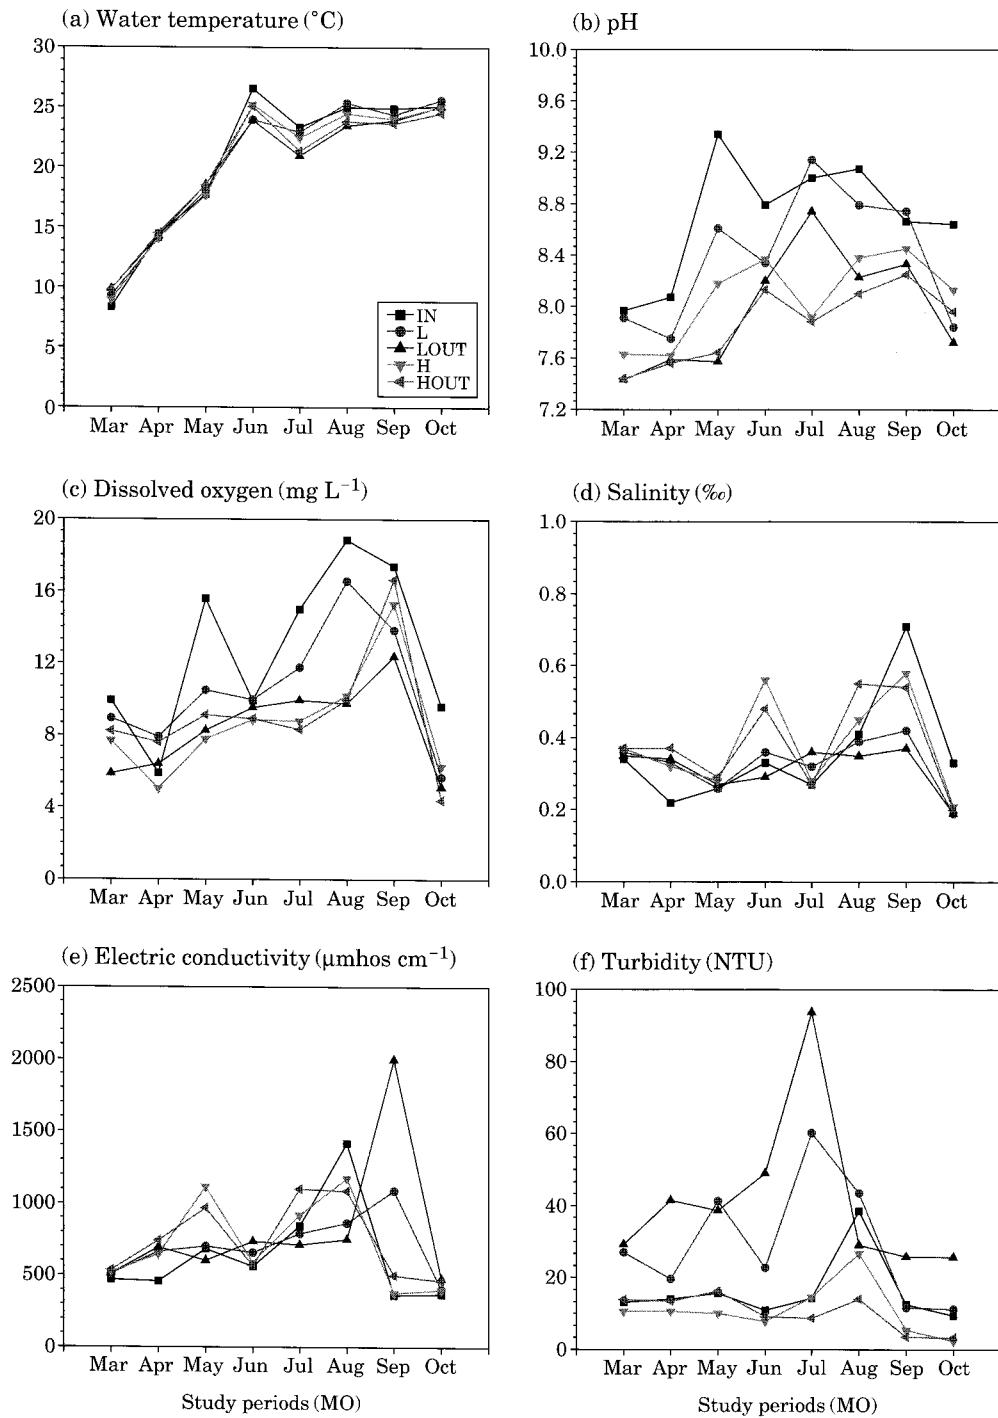 (a) Water temperature (°C)
30
25
20
15
10
5
0
IN
L
LOUT
H
HOUT
Mar Apr May Jun Jul Aug Sep Oct
(b) pH
10.0
9.6
9.2
8.8
8.4
8.0
7.6
7.2
Mar Apr May Jun Jul Aug Sep Oct
(c) Dissolved oxygen (mg L⁻¹)
20
16
12
8
4
0
Mar Apr May Jun Jul Aug Sep Oct
(d) Salinity (‰)
1.0
0.8
0.6
0.4
0.2
0.0
Mar Apr May Jun Jul Aug Sep Oct
(e) Electric conductivity (μmhos cm⁻¹)
2500
2000
1500
1000
500
0
Mar Apr May Jun Jul Aug Sep Oct
Study periods (MO)
(f) Turbidity (NTU)
100
80
60
40
20
0
Mar Apr May Jun Jul Aug Sep Oct
Study periods (MO)